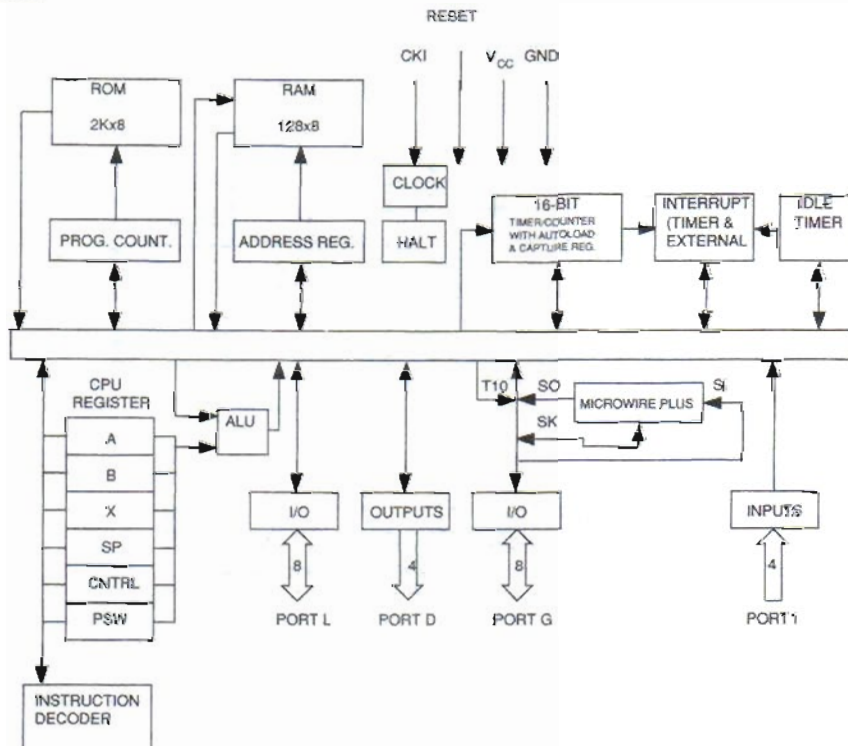 RESET
CKI
VCC GND
ROM
2Kx8
RAM
128x8
CLOCK
HALT
PROG. COUNT.
ADDRESS REG.
16-BIT
TIMER/COUNTER
WITH AUTOLOAD
& CAPTURE REG.
INTERRUPT
(TIMER &
EXTERNAL
IDLE
TIMER
CPU
REGISTER
A
B
X
SP
CNTRL
PSW
ALU
T10
SO
SK
SI
MICROWIRE PLUS
I/O
OUTPUTS
I/O
INPUTS
8
4
8
4
PORT L
PORT D
PORT G
PORT I
INSTRUCTION
DECODER